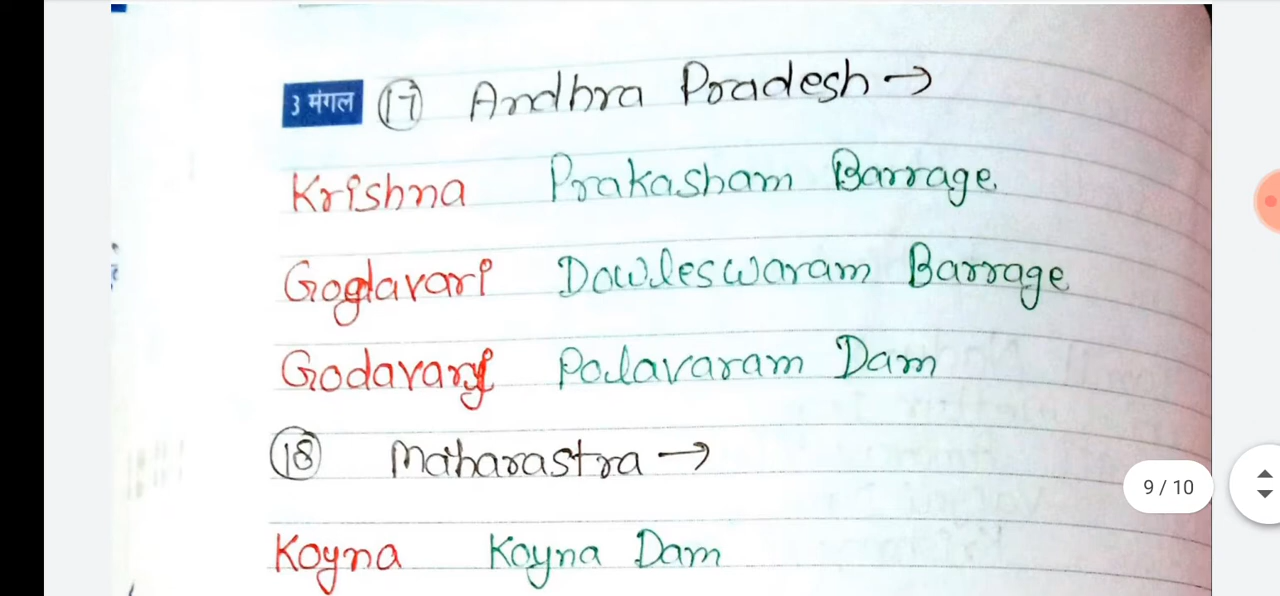 3 मंगल 17 Andhra Pradesh →
Krishna Prakasham Barrage.
Godavari Dowleswaram Barrage
Godavari Polavaram Dam
18 Maharastra →
9 / 10
Koyna Koyna Dam